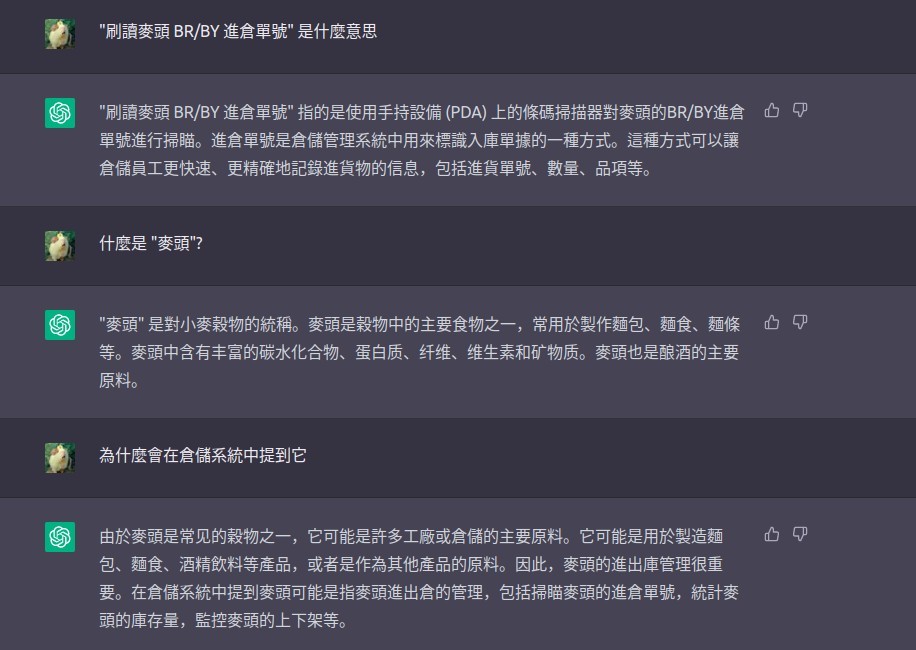 "刷讀麥頭 BR/BY 進倉單號" 是什麼意思
"刷讀麥頭 BR/BY 進倉單號" 指的是使用手持設備 (PDA) 上的條碼掃描器對麥頭的BR/BY進倉
單號進行掃瞄。進倉單號是倉儲管理系統中用來標識入庫單據的一種方式。這種方式可以讓
倉儲員工更快速、更精確地記錄進貨物的信息，包括進貨單號、數量、品項等。
什麼是 "麥頭"?
"麥頭" 是對小麥穀物的統稱。麥頭是穀物中的主要食物之一，常用於製作麵包、麵食、麵條
等。麥頭中含有丰富的碳水化合物、蛋白质、纤维、维生素和矿物质。麥頭也是酿酒的主要
原料。
為什麼會在倉儲系統中提到它
由於麥頭是常见的穀物之一，它可能是許多工廠或倉儲的主要原料。它可能是用於製造麵
包、麵食、酒精飲料等產品，或者是作為其他產品的原料。因此，麥頭的進出庫管理很重
要。在倉儲系統中提到麥頭可能是指麥頭進出倉的管理，包括掃瞄麥頭的進倉單號，統計麥
頭的庫存量，監控麥頭的上下架等。